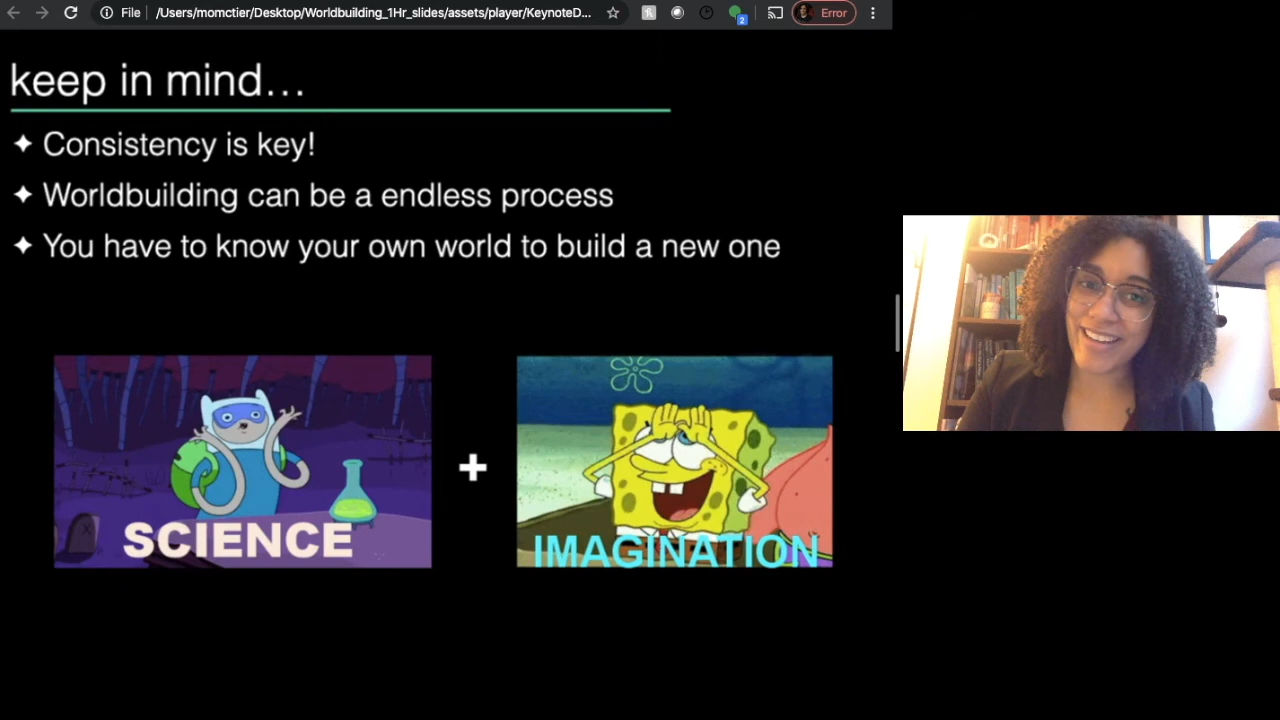 File /Users/momctier/Desktop/Worldbuilding_1Hr_slides/assets/player/KeynoteD... 2 Error
keep in mind...
✦ Consistency is key!
✦ Worldbuilding can be a endless process
✦ You have to know your own world to build a new one
+
SCIENCE
IMAGINATION